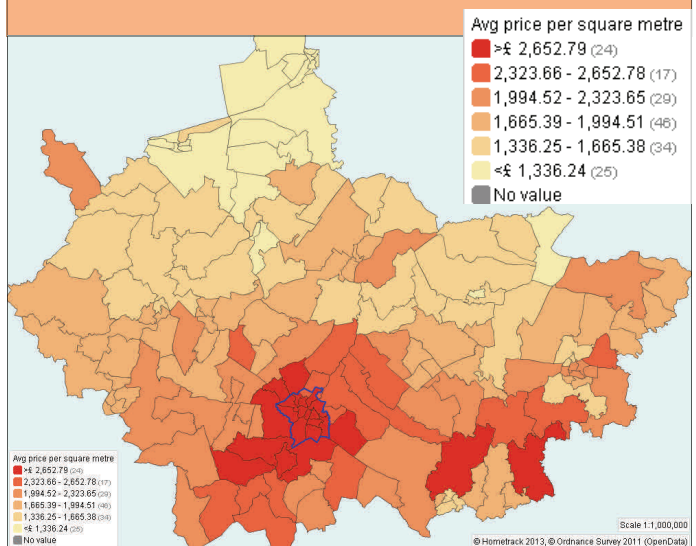 Avg price per square metre
>£ 2,652.79 (24)
2,323.66 - 2,652.78 (17)
1,994.52 - 2,323.65 (29)
1,665.39 - 1,994.51 (46)
1,336.25 - 1,665.38 (34)
<£ 1,336.24 (25)
No value
Avg price per square metre
>£ 2,652.79 (24)
2,323.66 - 2,652.78 (17)
1,994.52 - 2,323.65 (29)
1,665.39 - 1,994.51 (46)
1,336.25 - 1,665.38 (34)
<£ 1,336.24 (25)
No value
Scale 1:1,000,000
© Hometrack 2013, © Ordnance Survey 2011 (OpenData)